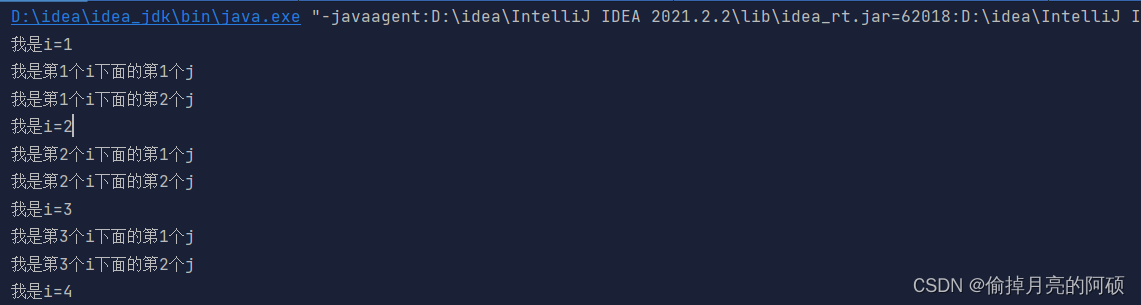 D:\idea\idea_jdk\bin\java.exe "-javaagent:D:\idea\IntelliJ IDEA 2021.2.2\lib\idea_rt.jar=62018:D:\idea\IntelliJ I
我是i=1
我是第1个i下面的第1个j
我是第1个i下面的第2个j
我是i=2
我是第2个i下面的第1个j
我是第2个i下面的第2个j
我是i=3
我是第3个i下面的第1个j
我是第3个i下面的第2个j
我是i=4
CSDN @偷掉月亮的阿硕